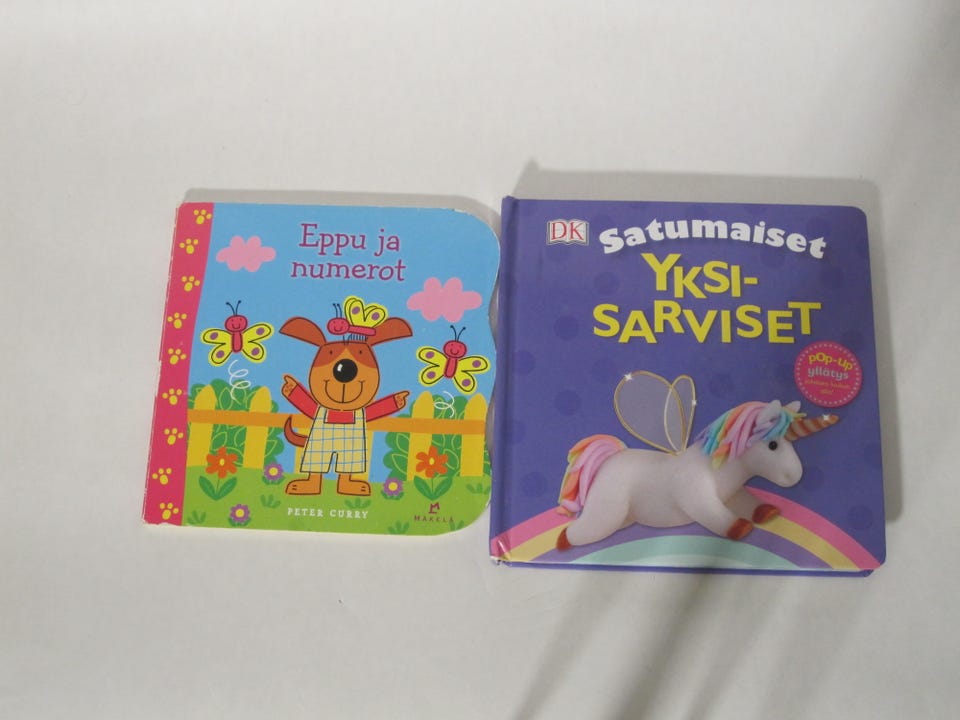 Eppu ja
numerot
PETER CURRY
MÄKELÄ
DK
Satumaiset
YKSI-
SARVISET
POP-UP
yllätys